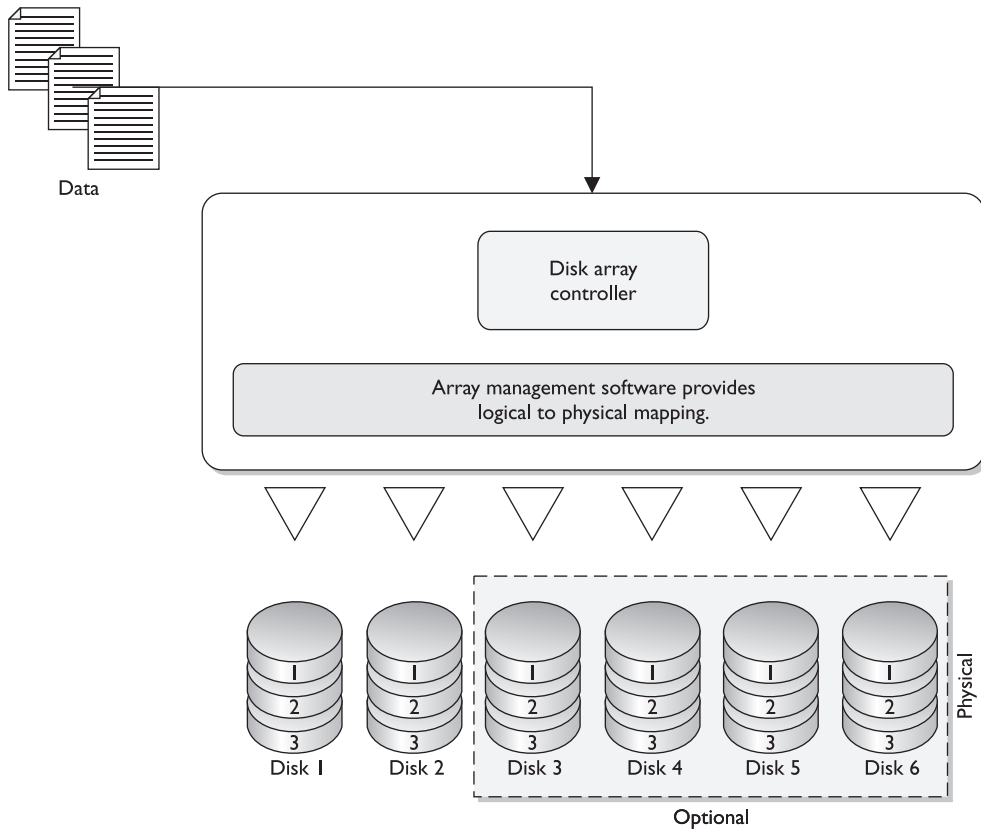 Data
Disk array
controller
Array management software provides
logical to physical mapping.
1 1 1 1 1 1
2 2 2 2 2 2
3 3 3 3 3 3
Disk 1 Disk 2 Disk 3 Disk 4 Disk 5 Disk 6
Physical
Optional